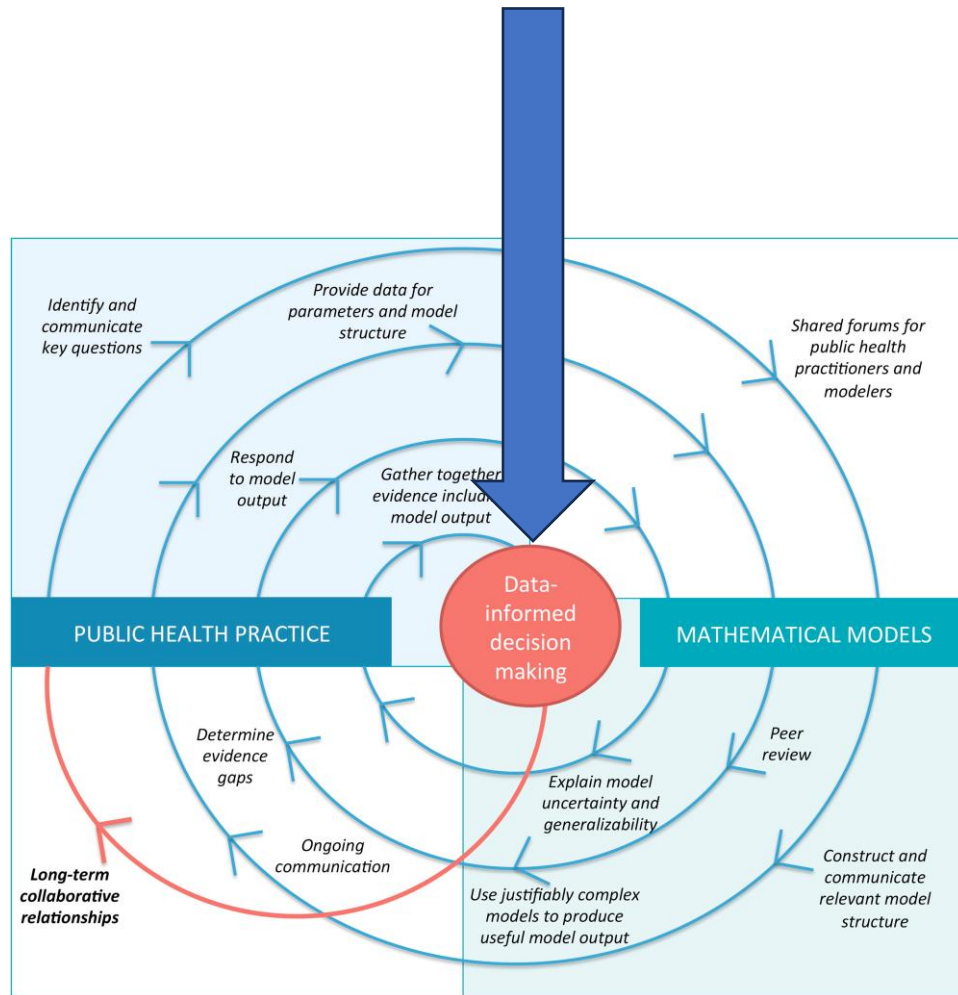 Identify and
communicate
key questions
Provide data for
parameters and model
structure
Shared forums for
public health
practitioners and
modelers
Respond
to model
output
Gather together
evidence
model output
Data-
informed
decision
making
PUBLIC HEALTH PRACTICE
MATHEMATICAL MODELS
Determine
evidence
gaps
Explain model
uncertainty and
generalizability
Peer
review
Ongoing
communication
Long-term
collaborative
relationships
Use justifiably complex
models to produce
useful model output
Construct and
communicate
relevant model
structure